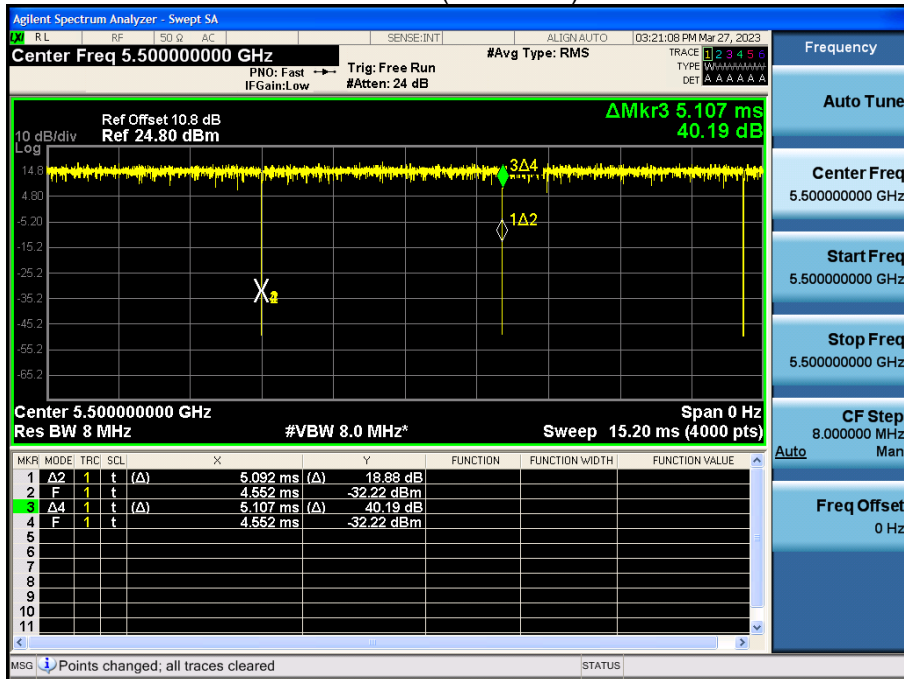 Agilent Spectrum Analyzer - Swept SA
LXI RL RF 50 Ω AC SENSE:INT ALIGN AUTO 03:21:08 PM Mar 27, 2023
Center Freq 5.500000000 GHz
PNO: Fast
IFGain:Low
Trig: Free Run
#Atten: 24 dB
#Avg Type: RMS
TRACE 1 2 3 4 5 6
TYPE WWWWWW
DET A A A A A A
ΔMkr3 5.107 ms
40.19 dB
Ref Offset 10.8 dB
10 dB/div Ref 24.80 dBm
Log
14.8
4.80
-5.20
-15.2
-25.2
-35.2
-45.2
-55.2
-65.2
3Δ4
1Δ2
Center 5.500000000 GHz Span 0 Hz
Res BW 8 MHz #VBW 8.0 MHz* Sweep 15.20 ms (4000 pts)
MKR MODE TRC SCL X Y FUNCTION FUNCTION WIDTH FUNCTION VALUE
1 Δ2 1 t (Δ) 5.092 ms (Δ) 18.88 dB
2 F 1 t 4.552 ms -32.22 dBm
3 Δ4 1 t (Δ) 5.107 ms (Δ) 40.19 dB
4 F 1 t 4.552 ms -32.22 dBm
5
6
7
8
9
10
11
MSG Points changed; all traces cleared STATUS
Frequency
Auto Tune
Center Freq
5.500000000 GHz
Start Freq
5.500000000 GHz
Stop Freq
5.500000000 GHz
CF Step
8.000000 MHz
Auto Man
Freq Offset
0 Hz